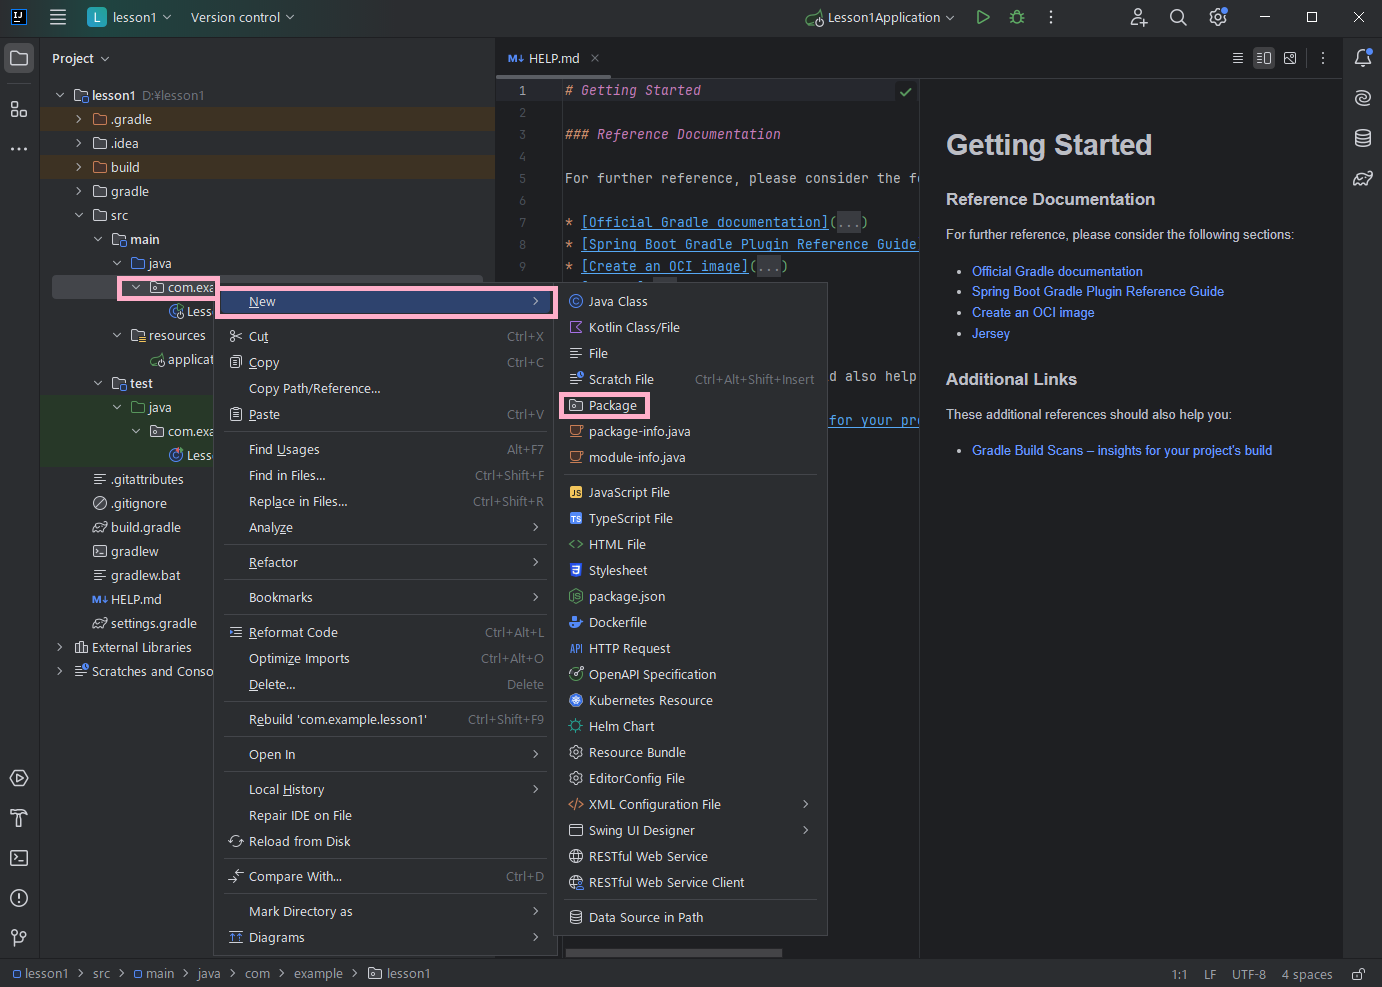 L lesson1 Version control Lesson1Application
Project
lesson1 D:¥lesson1
.gradle
.idea
build
gradle
src
main
java
com.exa
Less
resources
applicat
test
java
com.exa
Less
.gitattributes
.gitignore
build.gradle
gradlew
gradlew.bat
HELP.md
settings.gradle
External Libraries
Scratches and Conso
New
Cut Ctrl+X
Copy Ctrl+C
Copy Path/Reference...
Paste Ctrl+V
Find Usages Alt+F7
Find in Files... Ctrl+Shift+F
Replace in Files... Ctrl+Shift+R
Analyze
Refactor
Bookmarks
Reformat Code Ctrl+Alt+L
Optimize Imports Ctrl+Alt+O
Delete... Delete
Rebuild 'com.example.lesson1' Ctrl+Shift+F9
Open In
Local History
Repair IDE on File
Reload from Disk
Compare With... Ctrl+D
Mark Directory as
Diagrams
Java Class
Kotlin Class/File
File
Scratch File Ctrl+Alt+Shift+Insert
Package
package-info.java
module-info.java
JavaScript File
TypeScript File
HTML File
Stylesheet
package.json
Dockerfile
HTTP Request
OpenAPI Specification
Kubernetes Resource
Helm Chart
Resource Bundle
EditorConfig File
XML Configuration File
Swing UI Designer
RESTful Web Service
RESTful Web Service Client
Data Source in Path
HELP.md
1 # Getting Started
2
3 ### Reference Documentation
4
5 For further reference, please consider the fo
6
7 * [Official Gradle documentation](...)
8 * [Spring Boot Gradle Plugin Reference Guide
9 * [Create an OCI image](...)
d also help
for your pro
Getting Started
Reference Documentation
For further reference, please consider the following sections:
• Official Gradle documentation
• Spring Boot Gradle Plugin Reference Guide
• Create an OCI image
• Jersey
Additional Links
These additional references should also help you:
• Gradle Build Scans – insights for your project's build
lesson1 > src > main > java > com > example > lesson1
1:1 LF UTF-8 4 spaces